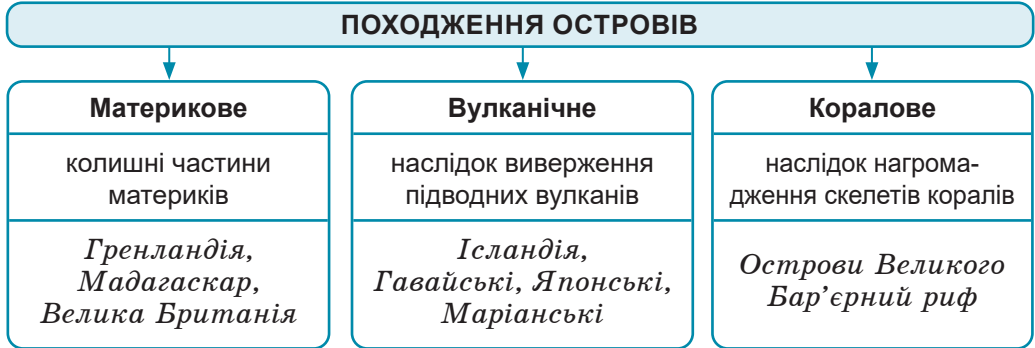 ПОХОДЖЕННЯ ОСТРОВІВ
Материкове
колишні частини
материків
Гренландія,
Мадагаскар,
Велика Британія
Вулканічне
наслідок виверження
підводних вулканів
Ісландія,
Гавайські, Японські,
Маріанські
Коралове
наслідок нагрома-
дження скелетів коралів
Острови Великого
Бар’єрний риф